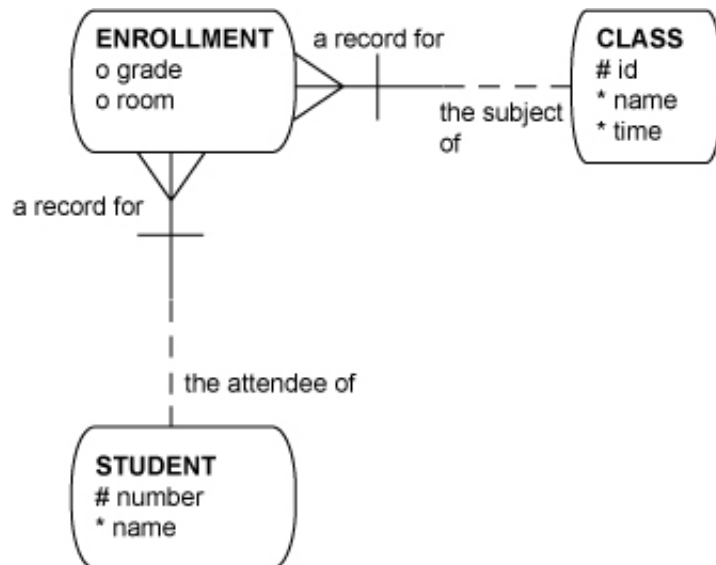 ENROLLMENT
o grade
o room
a record for
the subject
of
CLASS
# id
* name
* time
a record for
the attendee of
STUDENT
# number
* name